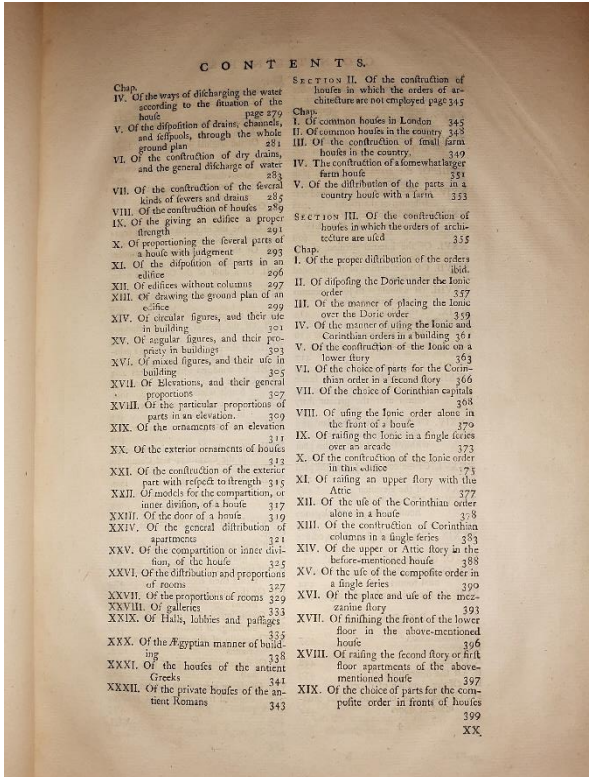 CONTENTS.
Chap.
IV. Of the ways of diſcharging the water
according to the ſituation of the
houſe page 279
V. Of the diſpoſition of drains, channels,
and ſeſſpools, through the whole
ground plan 281
VI. Of the conſtruction of dry drains,
and the general diſcharge of water
283
VII. Of the conſtruction of the ſeveral
kinds of ſewers and drains 285
VIII. Of the conſtruction of houſes 289
IX. Of the giving an edifice a proper
ſtrength 291
X. Of proportioning the ſeveral parts of
a houſe with judgment 293
XI. Of the diſpoſition of parts in an
edifice 296
XII. Of edifices without columns 297
XIII. Of drawing the ground plan of an
edifice 299
XIV. Of circular figures, aud their uſe
in building 301
XV. Of angular figures, and their pro-
priety in buildings 303
XVI. Of mixed figures, and their uſe in
building 305
XVII. Of Elevations, and their general
proportions 307
XVIII. Of the particular proportions of
parts in an elevation. 309
XIX. Of the ornaments of an elevation
311
XX. Of the exterior ornaments of houſes
313
XXI. Of the conſtruction of the exterior
part with reſpect to ſtrength 315
XXII. Of models for the compartition, or
inner diviſion, of a houſe 317
XXIII. Of the door of a houſe 319
XXIV. Of the general diſtribution of
apartments 321
XXV. Of the compartition or inner divi-
ſion, of the houſe 325
XXVI. Of the diſtribution and proportions
of rooms 327
XXVII. Of the proportions of rooms 329
XXVIII. Of galleries 333
XXIX. Of Halls, lobbies and paſſages
335
XXX. Of the Ægyptian manner of build-
ing 338
XXXI. Of the houſes of the antient
Greeks 341
XXXII. Of the private houſes of the an-
tient Romans 343
SECTION II. Of the conſtruction of
houſes in which the orders of ar-
chitecture are not employed page 345
Chap.
I. Of common houſes in London 345
II. Of common houſes in the country 348
III. Of the conſtruction of ſmall farm
houſes in the country. 349
IV. The conſtruction of a ſomewhat larger
farm houſe 351
V. Of the diſtribution of the parts in a
country houſe with a farm 353
SECTION III. Of the conſtruction of
houſes in which the orders of archi-
tecture are uſed 355
Chap.
I. Of the proper diſtribution of the orders
ibid.
II. Of diſpoſing the Doric under the Ionic
order 357
III. Of the manner of placing the Ionic
over the Doric order 359
IV. Of the manner of uſing the Ionic and
Corinthian orders in a building 361
V. Of the conſtruction of the Ionic on a
lower ſtory 363
VI. Of the choice of parts for the Corin-
thian order in a ſecond ſtory 366
VII. Of the choice of Corinthian capitals
368
VIII. Of uſing the Ionic order alone in
the front of a houſe 370
IX. Of raiſing the Ionic in a ſingle ſeries
over an arcade 373
X. Of the conſtruction of the Ionic order
in this edifice 75
XI. Of raiſing an upper ſtory with the
Attic 377
XII. Of the uſe of the Corinthian order
alone in a houſe 378
XIII. Of the conſtruction of Corinthian
columns in a ſingle ſeries 383
XIV. Of the upper or Attic ſtory in the
before-mentioned houſe 388
XV. Of the uſe of the compoſite order in
a ſingle ſeries 390
XVI. Of the place and uſe of the mez-
zanine ſtory 393
XVII. Of finiſhing the front of the lower
floor in the above-mentioned
houſe 396
XVIII. Of raiſing the ſecond ſtory or firſt
floor apartments of the above-
mentioned houſe 397
XIX. Of the choice of parts for the com-
poſite order in fronts of houſes
399
XX.